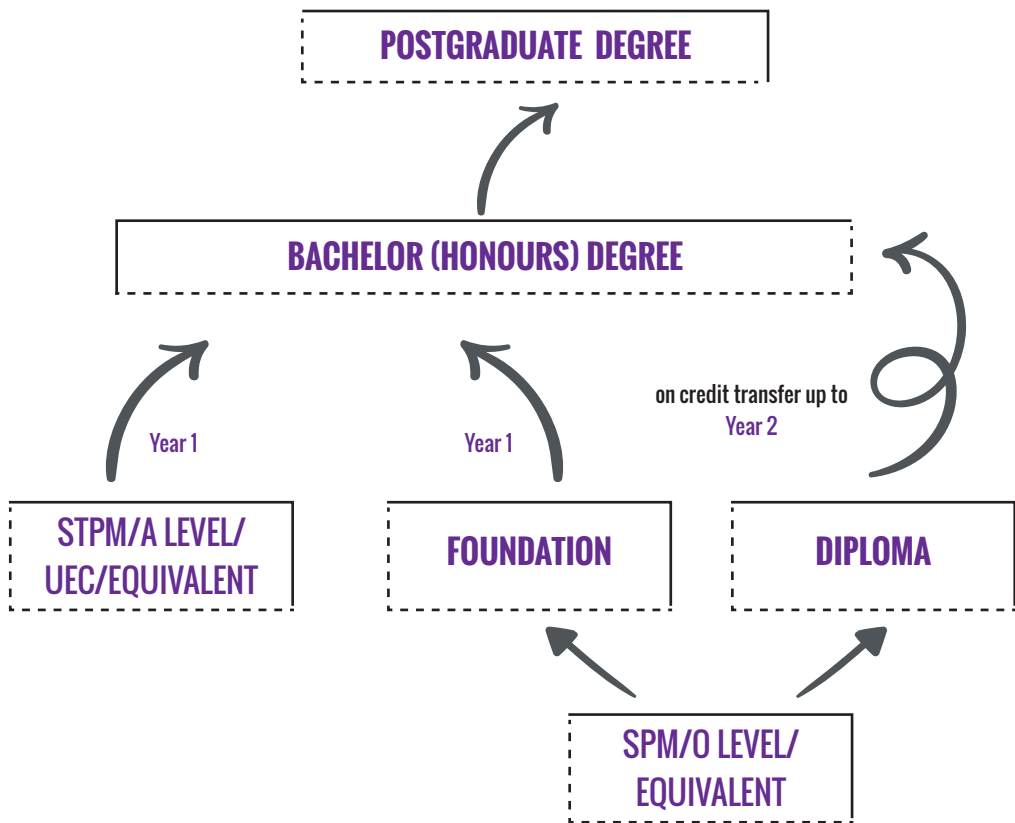 POSTGRADUATE DEGREE
BACHELOR (HONOURS) DEGREE
on credit transfer up to
Year 2
Year 1
Year 1
STPM/A LEVEL/
UEC/EQUIVALENT
FOUNDATION
DIPLOMA
SPM/O LEVEL/
EQUIVALENT